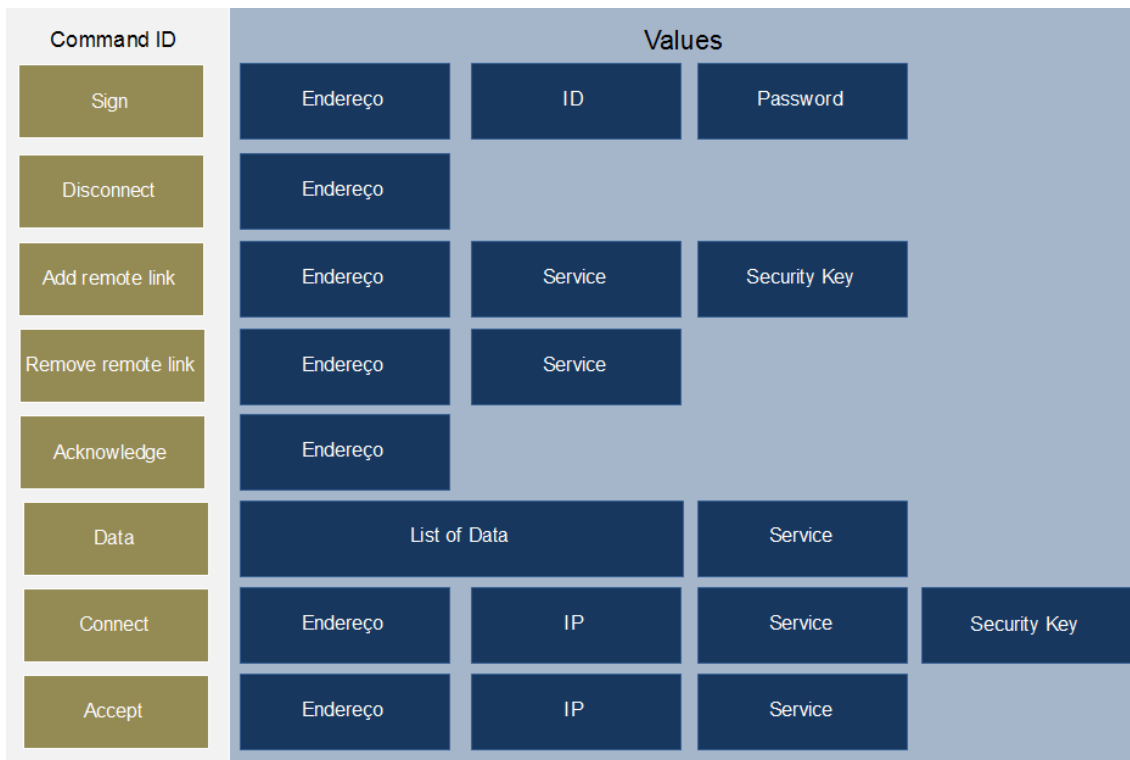 Command ID Values
Sign Endereço ID Password
Disconnect Endereço
Add remote link Endereço Service Security Key
Remove remote link Endereço Service
Acknowledge Endereço
Data List of Data Service
Connect Endereço IP Service Security Key
Accept Endereço IP Service